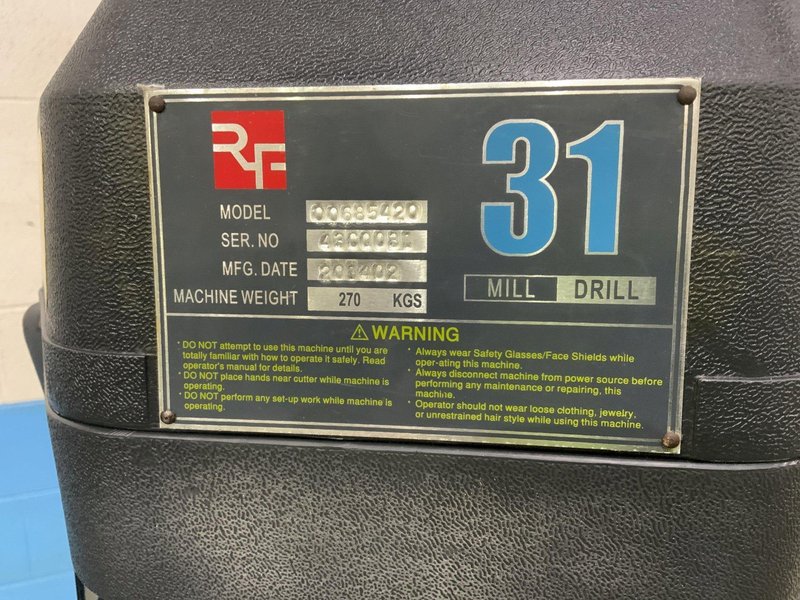 RF
31
MODEL 00685420
SER. NO
MFG. DATE 201402
MACHINE WEIGHT 270 KGS
MILL DRILL
⚠ WARNING
· DO NOT attempt to use this machine until you are
totally familiar with how to operate it safely. Read
operator's manual for details.
· DO NOT place hands near cutter while machine is
operating.
· DO NOT perform any set-up work while machine is
operating.
· Always wear Safety Glasses/Face Shields while
oper-ating this machine.
· Always disconnect machine from power source before
performing any maintenance or repairing, this
machine.
· Operator should not wear loose clothing, jewelry,
or unrestrained hair style while using this machine.